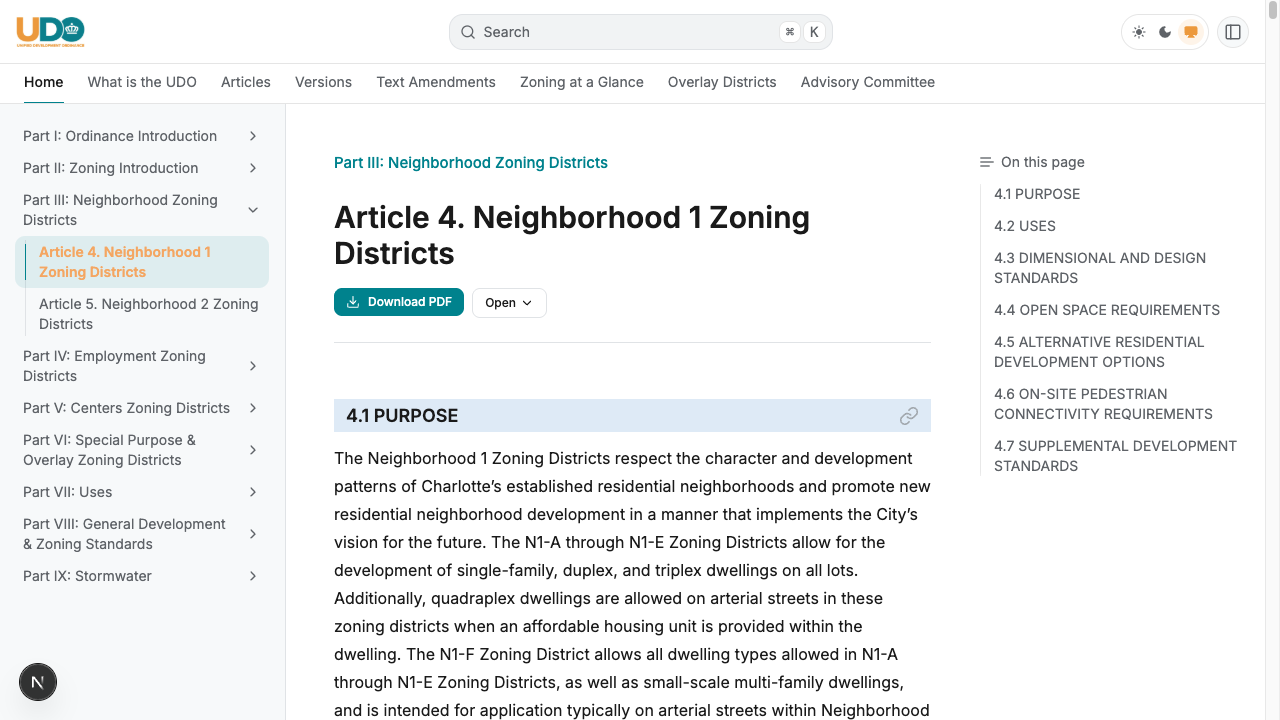 UDO
UNIFIED DEVELOPMENT ORDINANCE
Search
⌘ K
Home
What is the UDO
Articles
Versions
Text Amendments
Zoning at a Glance
Overlay Districts
Advisory Committee
Part I: Ordinance Introduction
Part II: Zoning Introduction
Part III: Neighborhood Zoning
Districts
Article 4. Neighborhood 1
Zoning Districts
Article 5. Neighborhood 2 Zoning
Districts
Part IV: Employment Zoning
Districts
Part V: Centers Zoning Districts
Part VI: Special Purpose &
Overlay Zoning Districts
Part VII: Uses
Part VIII: General Development
& Zoning Standards
Part IX: Stormwater
N
Part III: Neighborhood Zoning Districts
Article 4. Neighborhood 1 Zoning
Districts
Download PDF
Open
4.1 PURPOSE
The Neighborhood 1 Zoning Districts respect the character and development
patterns of Charlotte’s established residential neighborhoods and promote new
residential neighborhood development in a manner that implements the City’s
vision for the future. The N1-A through N1-E Zoning Districts allow for the
development of single-family, duplex, and triplex dwellings on all lots.
Additionally, quadraplex dwellings are allowed on arterial streets in these
zoning districts when an affordable housing unit is provided within the
dwelling. The N1-F Zoning District allows all dwelling types allowed in N1-A
through N1-E Zoning Districts, as well as small-scale multi-family dwellings,
and is intended for application typically on arterial streets within Neighborhood
On this page
4.1 PURPOSE
4.2 USES
4.3 DIMENSIONAL AND DESIGN
STANDARDS
4.4 OPEN SPACE REQUIREMENTS
4.5 ALTERNATIVE RESIDENTIAL
DEVELOPMENT OPTIONS
4.6 ON-SITE PEDESTRIAN
CONNECTIVITY REQUIREMENTS
4.7 SUPPLEMENTAL DEVELOPMENT
STANDARDS